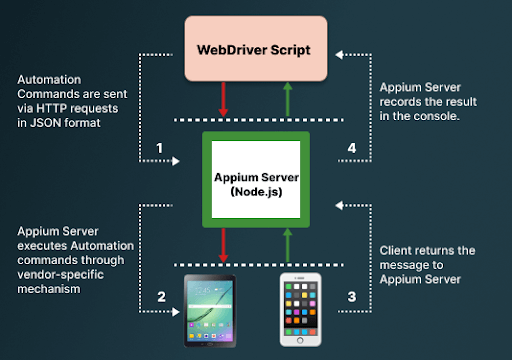 WebDriver Script
Automation
Commands are sent
via HTTP requests
in JSON format
1
Appium Server
records the result
in the console.
4
Appium Server
(Node.js)
Appium Server
executes Automation
commands through
vendor-specific
mechanism
2
Client returns the
message to
Appium Server
3